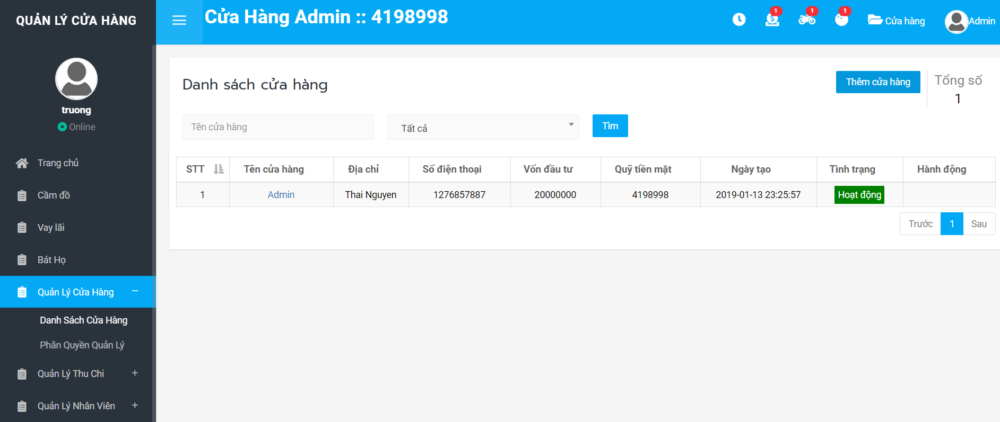 QUẢN LÝ CỬA HÀNG
Cửa Hàng Admin :: 4198998
1
1
1
Cửa hàng
Admin
truong
Online
Trang chủ
Cầm đồ
Vay lãi
Bát Họ
Quản Lý Cửa Hàng
Danh Sách Cửa Hàng
Phân Quyền Quản Lý
Quản Lý Thu Chi
Quản Lý Nhân Viên
Danh sách cửa hàng
Thêm cửa hàng
Tổng số
1
Tên cửa hàng
Tất cả
Tìm
STT Tên cửa hàng Địa chỉ Số điện thoại Vốn đầu tư Quỹ tiền mặt Ngày tạo Tình trạng Hành động
1 Admin Thai Nguyen 1276857887 20000000 4198998 2019-01-13 23:25:57 Hoạt động
Trước 1 Sau